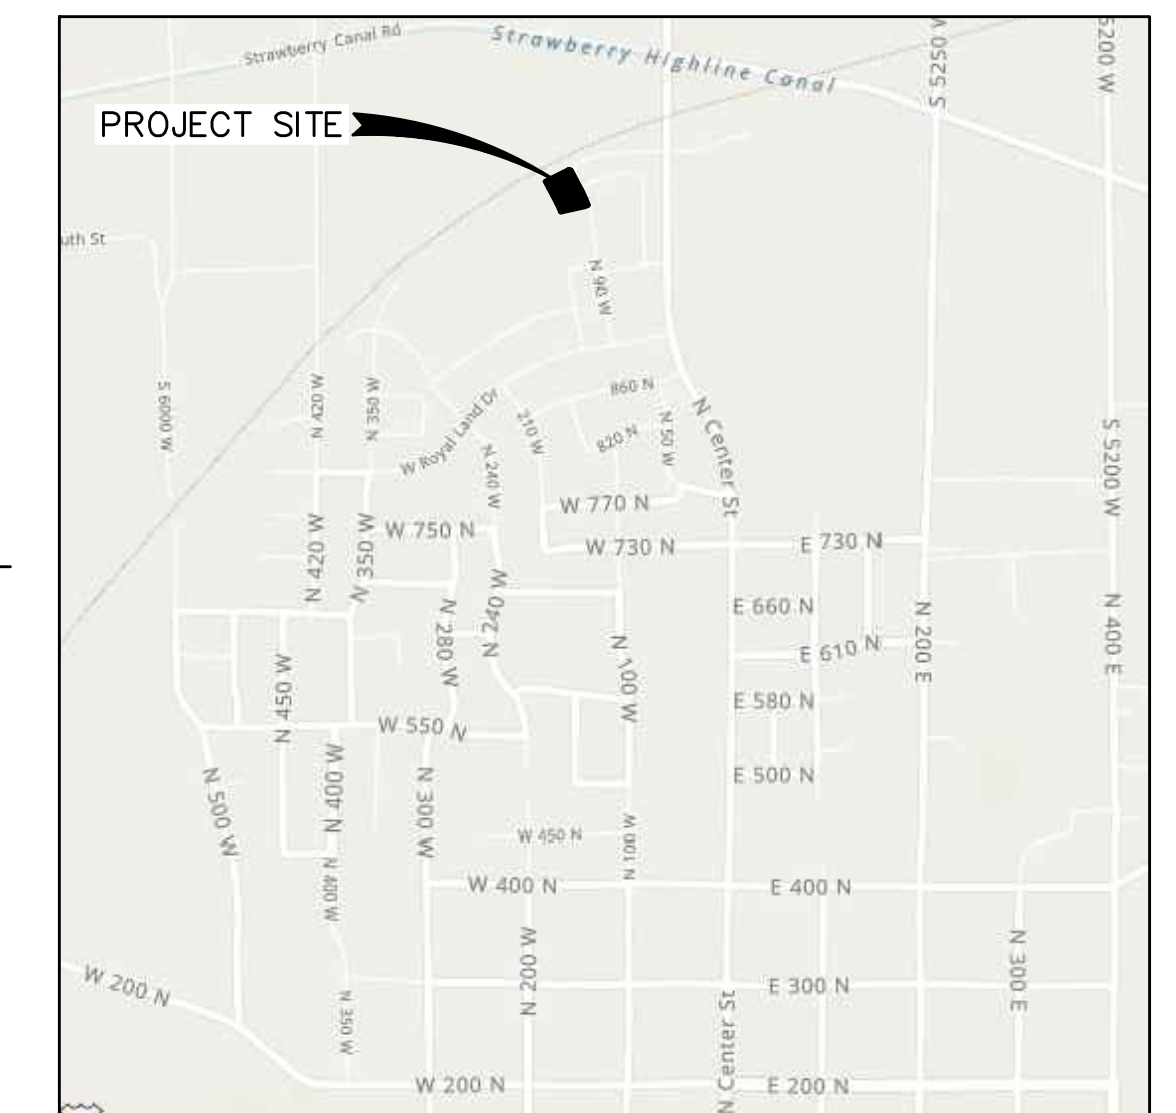 Strawberry Canal Rd
Strawberry Highline Canal
S 5250 W
S 5200 W
PROJECT SITE
uth St
N 90 W
S 6000 W
N 420 W
N 350 W
W Royal Land Dr
210 W
860 N
820 N
N 50 W
N Center St
S 5200 W
N 240 W
W 770 N
W 750 N
W 730 N
E 730 N
N 420 W
N 350 W
N 280 W
N 240 W
E 660 N
E 610 N
N 200 E
N 400 E
N 100 W
N 450 W
E 580 N
W 550 N
E 500 N
N 500 W
N 400 W
N 300 W
W 450 N
N 100 W
N 400 W
W 400 N
E 400 N
N 200 W
N 300 E
W 200 N
E 300 N
N 350 W
N Center St
W 200 N
E 200 N